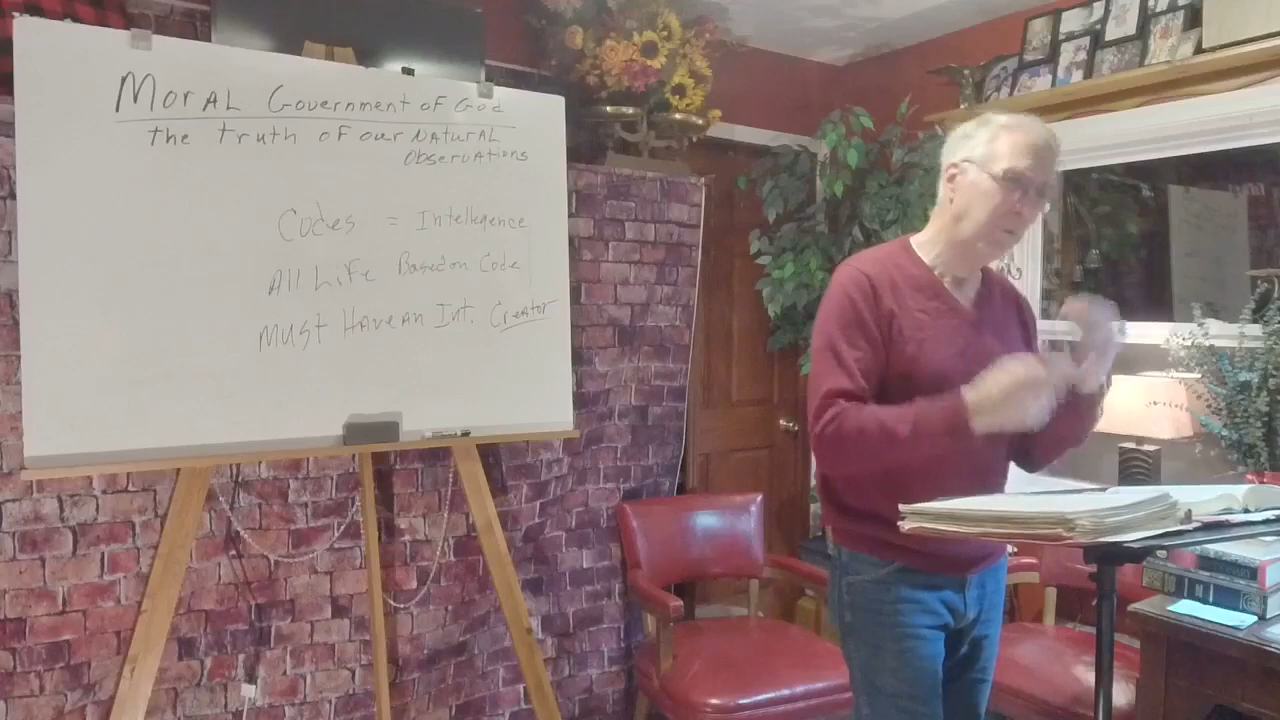 Moral Government of God
the truth of our Natural
Observations
Codes = Intellegence
All Life Based on Code
Must Have an Int. Creator